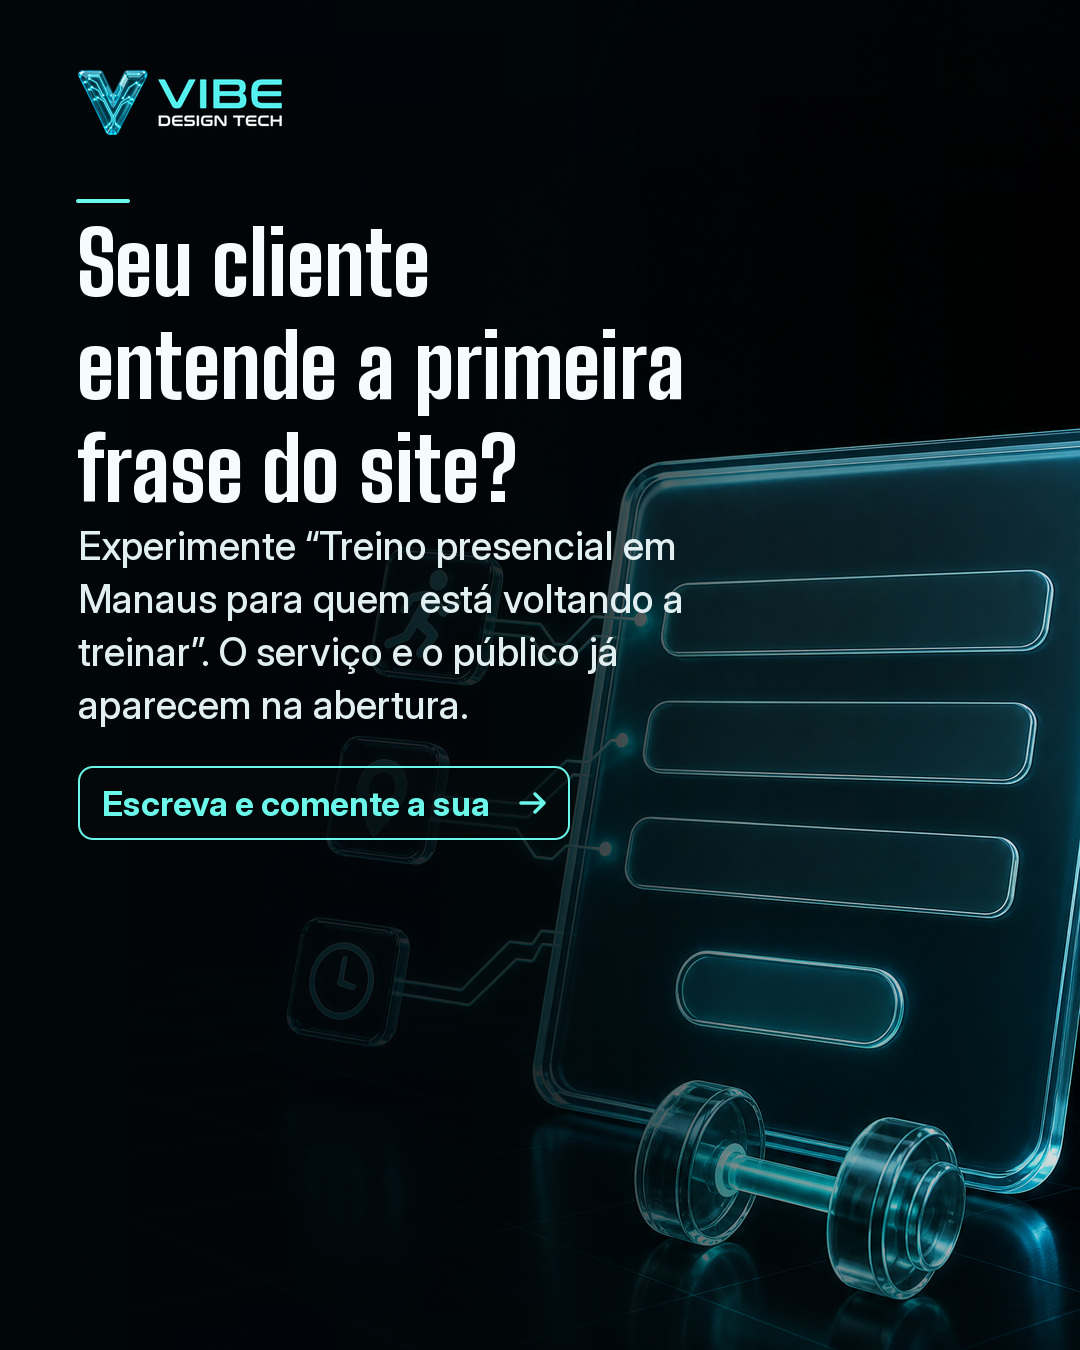 VIBE
DESIGN TECH
Seu cliente
entende a primeira
frase do site?
Experimente “Treino presencial em
Manaus para quem está voltando a
treinar”. O serviço e o público já
aparecem na abertura.
Escreva e comente a sua →